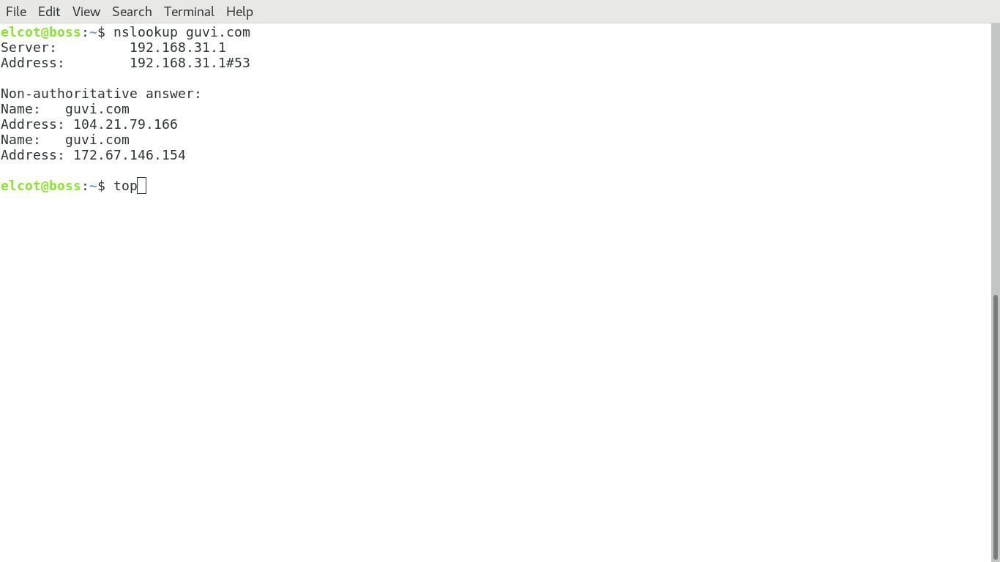 File Edit View Search Terminal Help
elcot@boss:~$ nslookup guvi.com
Server:         192.168.31.1
Address:        192.168.31.1#53

Non-authoritative answer:
Name:   guvi.com
Address: 104.21.79.166
Name:   guvi.com
Address: 172.67.146.154

elcot@boss:~$ top